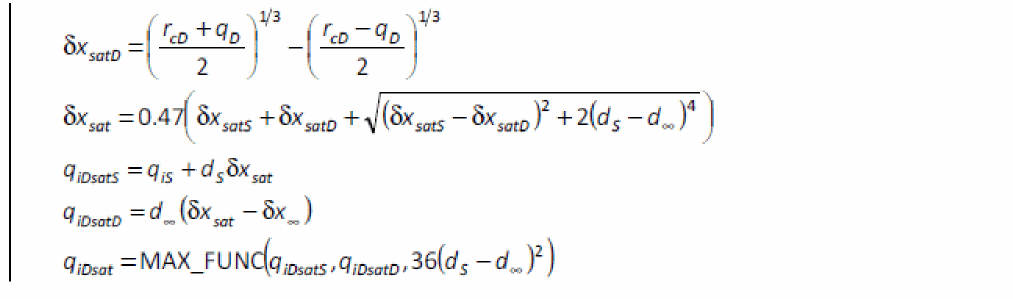 δx_satD = ((r_cD + q_D)/2)^1/3 − ((r_cD − q_D)/2)^1/3
δx_sat = 0.47(δx_satS + δx_satD + √((δx_satS − δx_satD)^2 + 2(d_S − d_∞)^4))
q_iDsatS = q_iS + d_S δx_sat
q_iDsatD = d_∞(δx_sat − δx_∞)
q_iDsat = MAX_FUNC(q_iDsatS, q_iDsatD, 36(d_S − d_∞)^2)